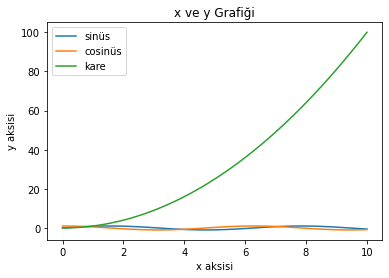 x ve y Grafiği
sinüs
cosinüs
kare
y aksisi
100
80
60
40
20
0
0 2 4 6 8 10
x aksisi